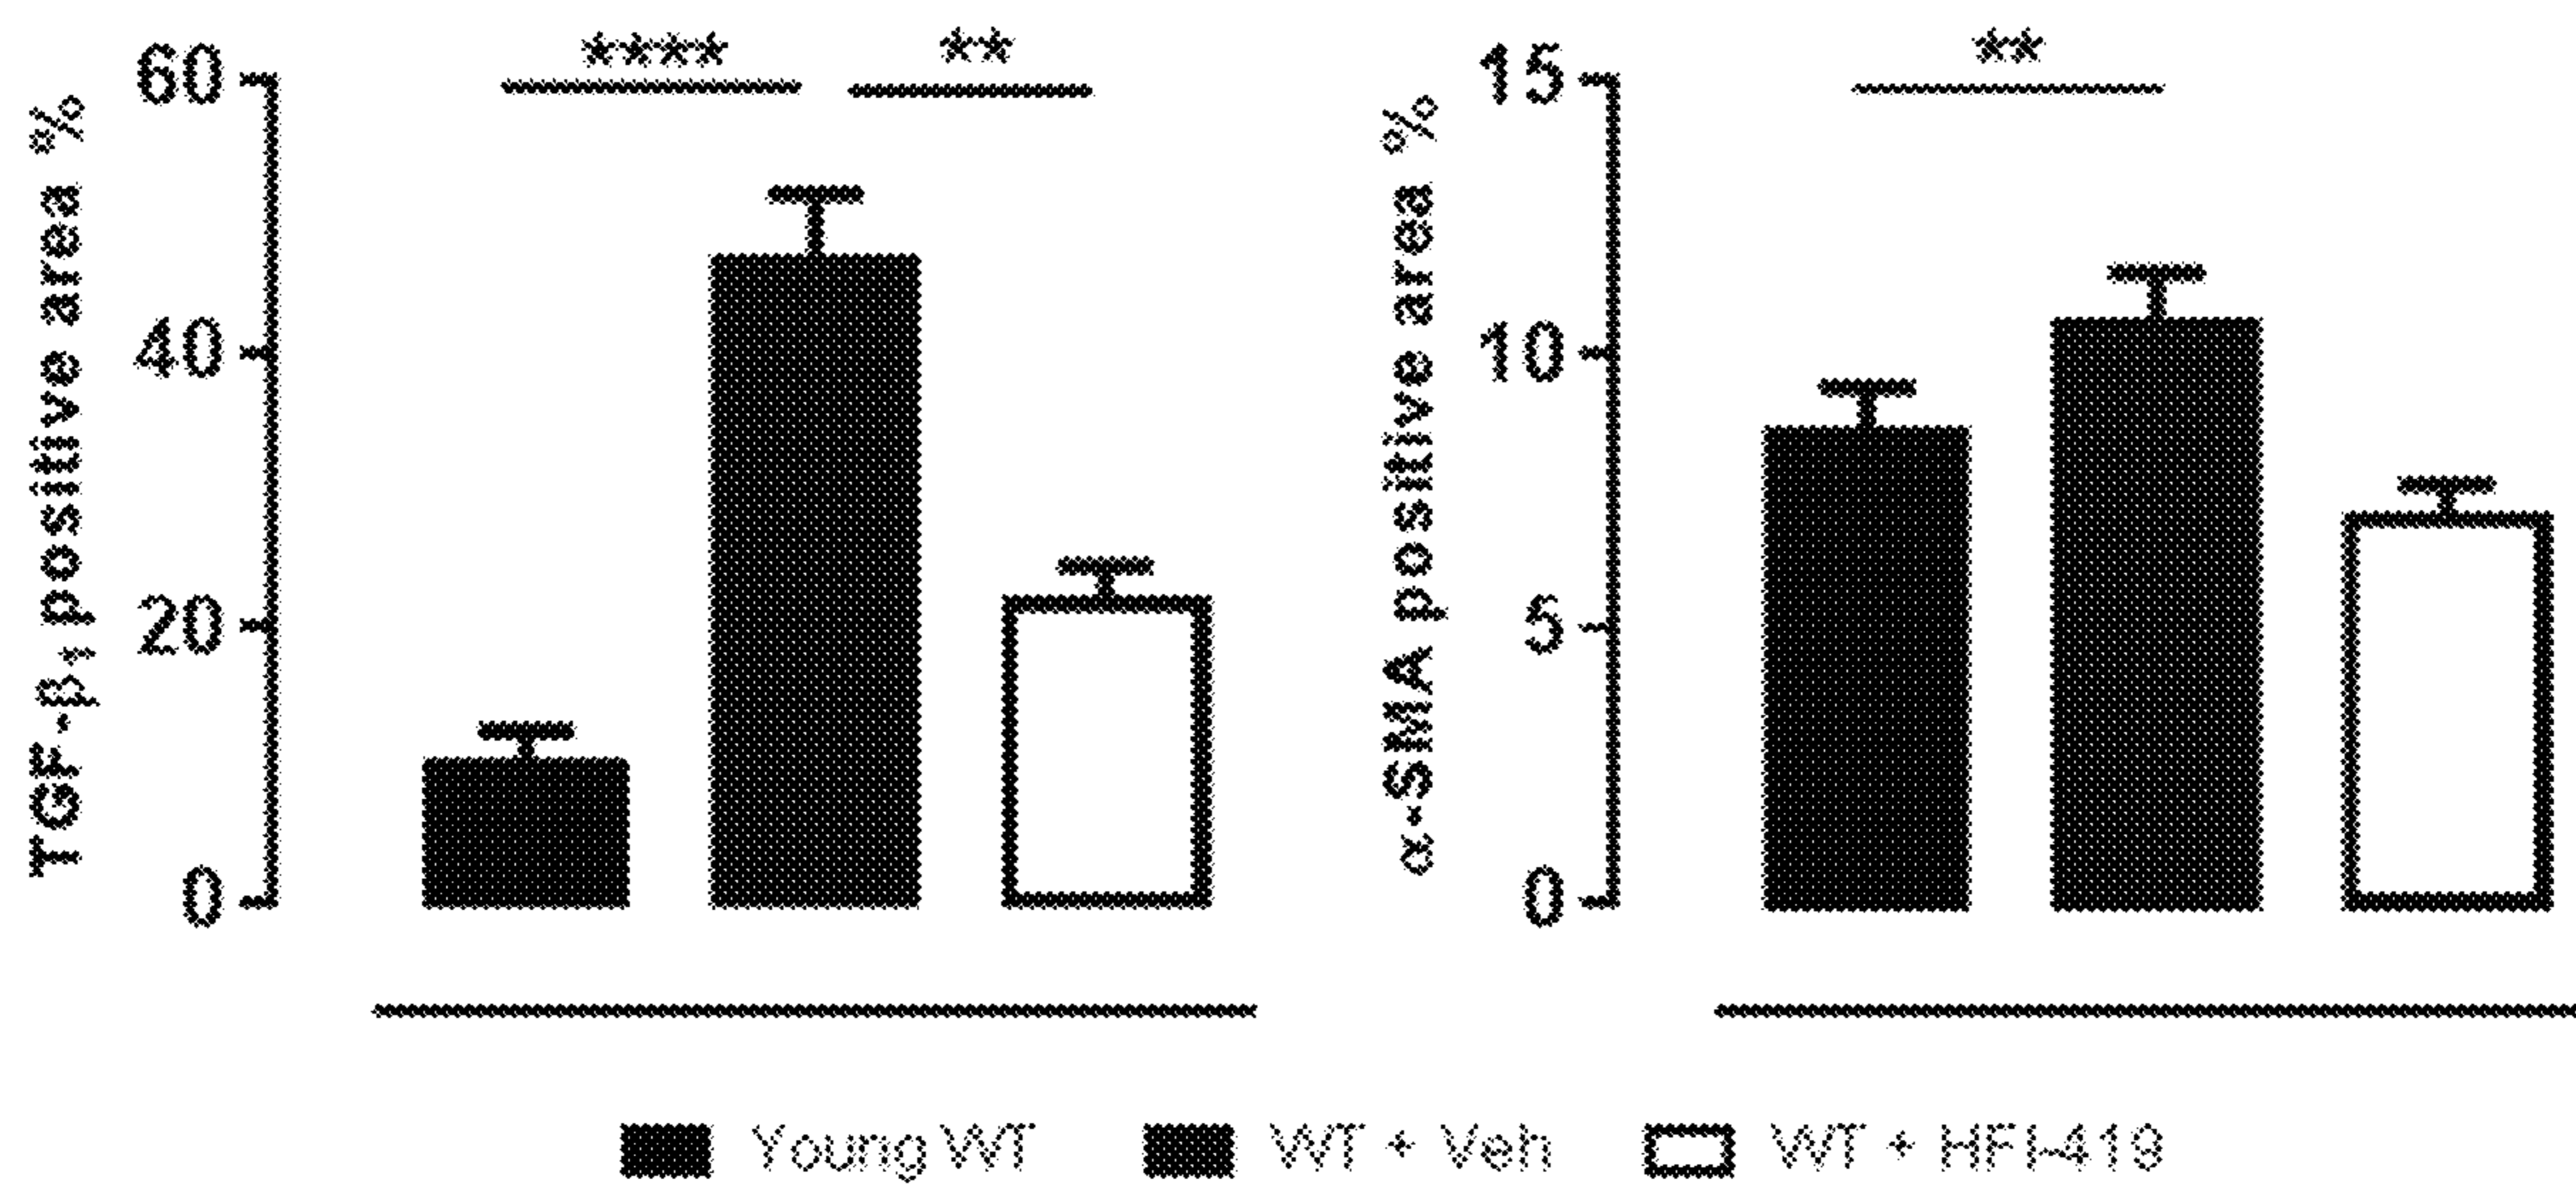 **** ** **
TGF-β1 positive area %
60
40
20
0
α-SMA positive area %
15
10
5
0
Young WT WT + Veh WT + HFI-419